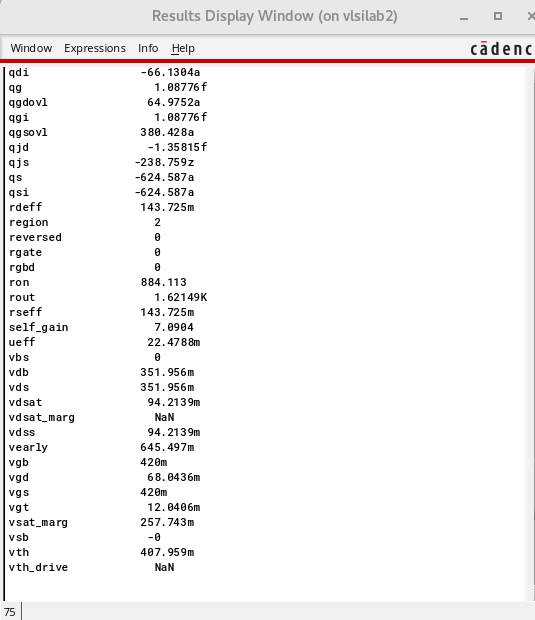 Results Display Window (on vlsilab2)
Window Expressions Info Help cādenc
qdi -66.1304a
qg 1.08776f
qgdovl 64.9752a
qgi 1.08776f
qgsovl 380.428a
qjd -1.35815f
qjs -238.759z
qs -624.587a
qsi -624.587a
rdeff 143.725m
region 2
reversed 0
rgate 0
rgbd 0
ron 884.113
rout 1.62149K
rseff 143.725m
self_gain 7.0904
ueff 22.4788m
vbs 0
vdb 351.956m
vds 351.956m
vdsat 94.2139m
vdsat_marg NaN
vdss 94.2139m
vearly 645.497m
vgb 420m
vgd 68.0436m
vgs 420m
vgt 12.0406m
vsat_marg 257.743m
vsb -0
vth 407.959m
vth_drive NaN
75